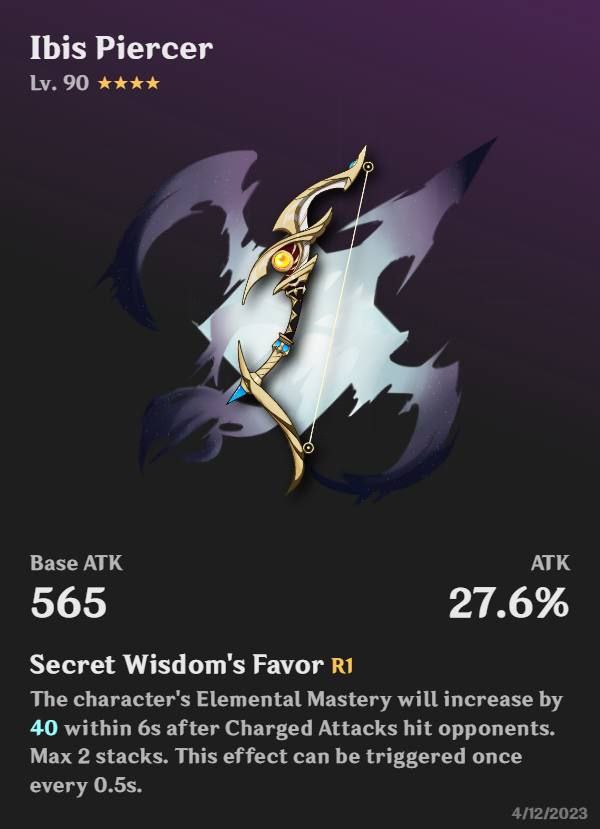 Ibis Piercer
Lv. 90 ★★★★
Base ATK
ATK
565
27.6%
Secret Wisdom's Favor R1
The character's Elemental Mastery will increase by
40 within 6s after Charged Attacks hit opponents.
Max 2 stacks. This effect can be triggered once
every 0.5s.
4/12/2023